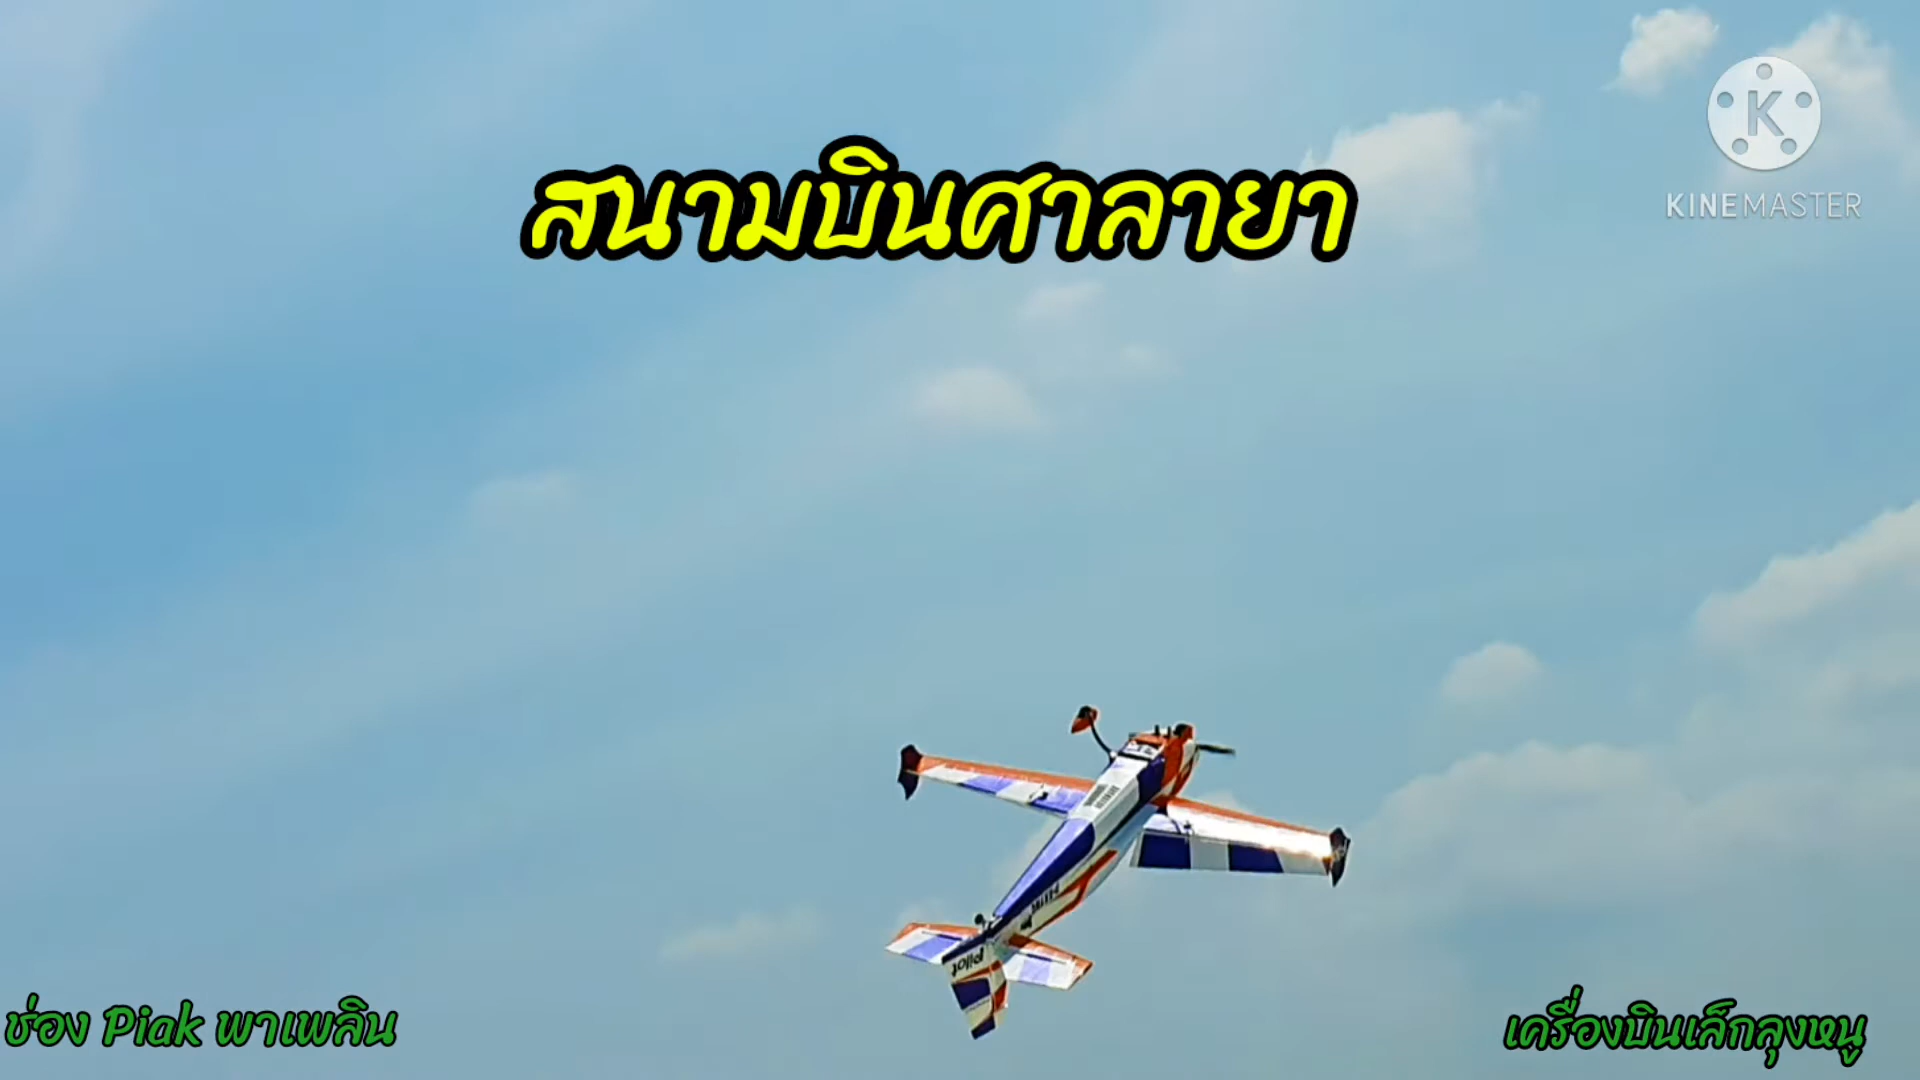 สนามบินศาลายา
KINEMASTER
K
Pilot
ช่อง Piak พาเพลิน
เครื่องบินเล็กลุงหนู